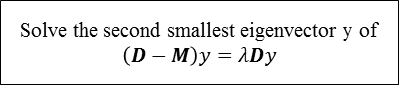 Solve the second smallest eigenvector y of
(D − M)y = λDy